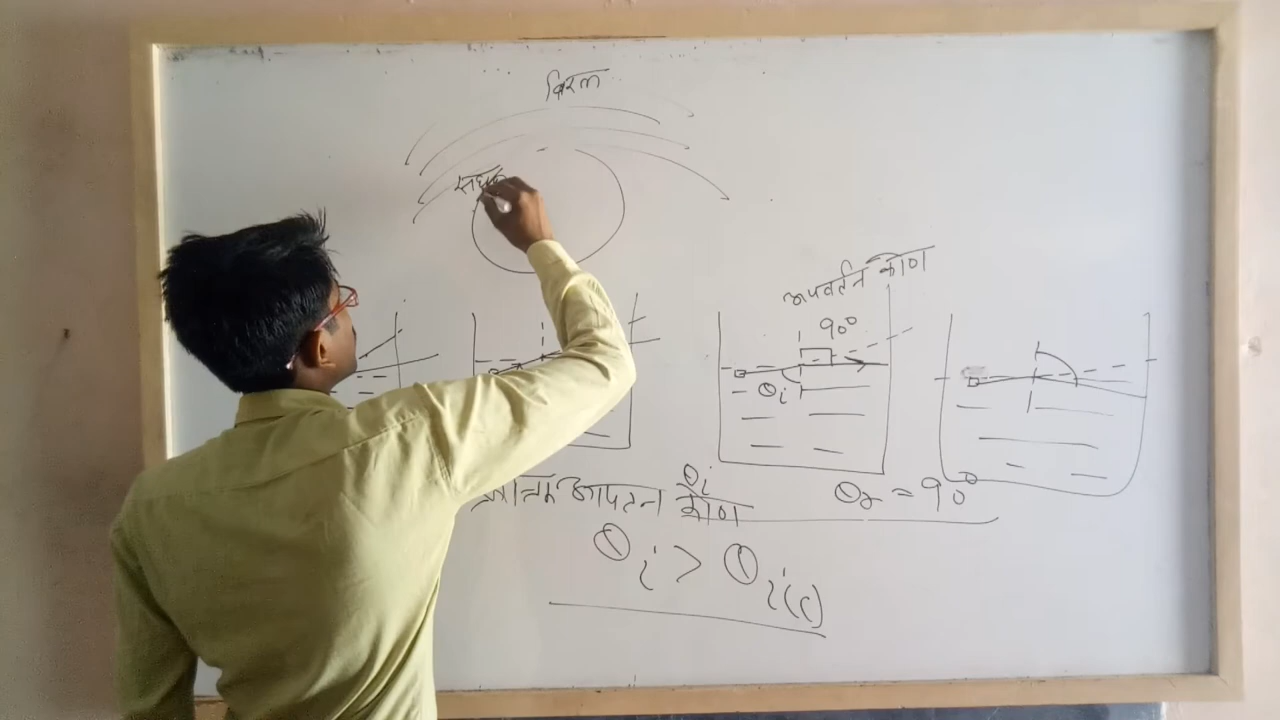 विरल
सघन
अपवर्तन कोण
90°
θi
θi
क्रांतिक आपतन कोण
θr = 90°
θi > θi(c)